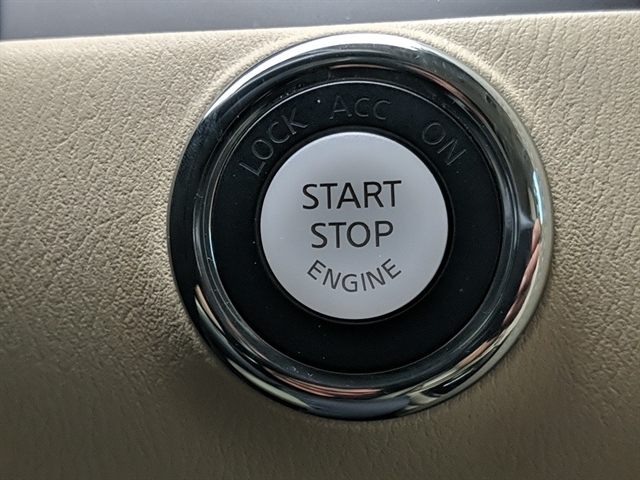 LOCK ACC ON
START
STOP
ENGINE